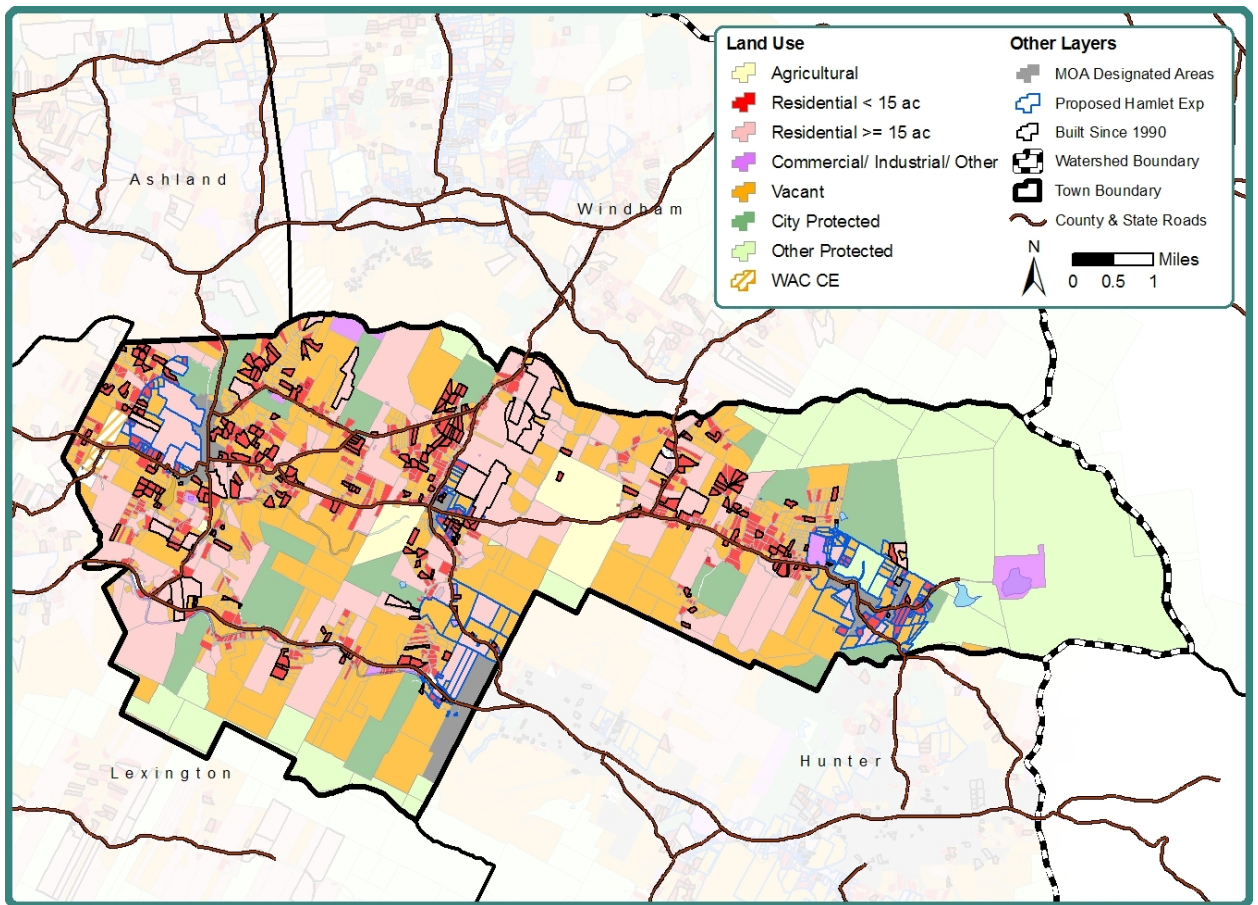 Land Use
Agricultural
Residential < 15 ac
Residential >= 15 ac
Commercial/ Industrial/ Other
Vacant
City Protected
Other Protected
WAC CE
Other Layers
MOA Designated Areas
Proposed Hamlet Exp
Built Since 1990
Watershed Boundary
Town Boundary
County & State Roads
N
Miles
0 0.5 1
Ashland
Windham
Lexington
Hunter